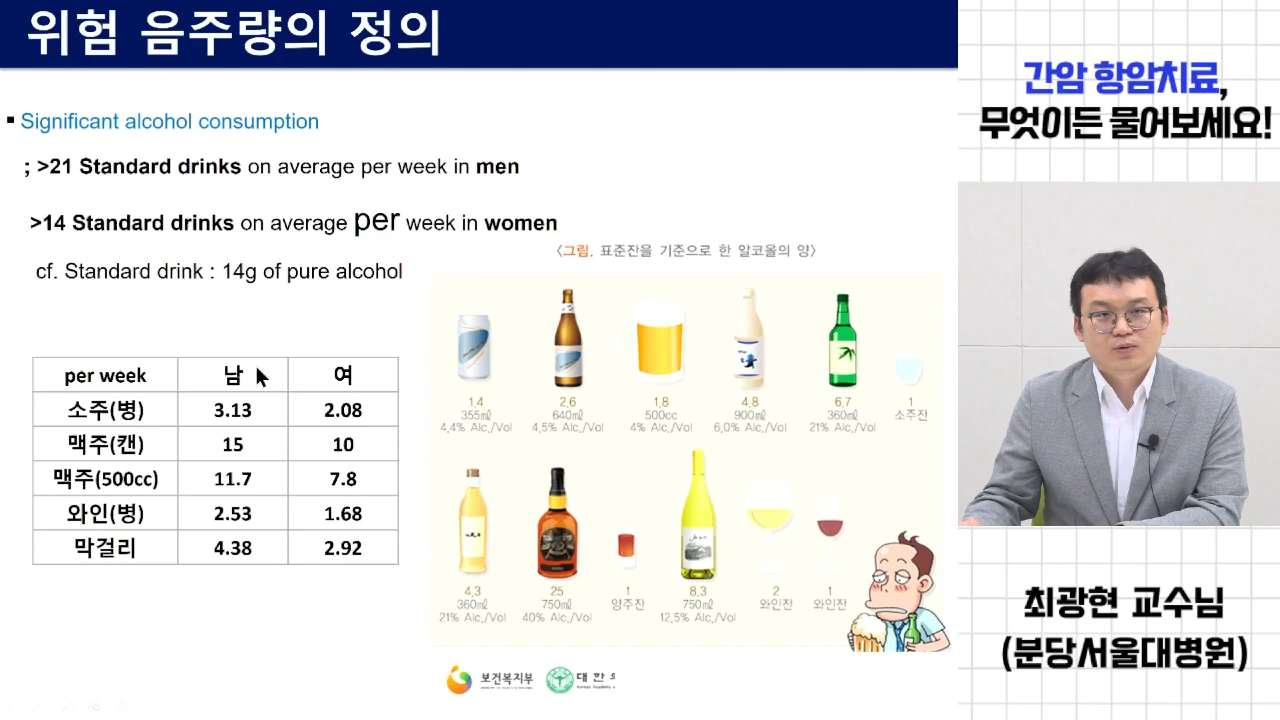 위험 음주량의 정의
▪ Significant alcohol consumption
; >21 Standard drinks on average per week in men
>14 Standard drinks on average per week in women
cf. Standard drink : 14g of pure alcohol
<그림. 표준잔을 기준으로 한 알코올의 양>
per week 남 여
소주(병) 3.13 2.08
맥주(캔) 15 10
맥주(500cc) 11.7 7.8
와인(병) 2.53 1.68
막걸리 4.38 2.92
1.4 2.6 1.8 4.8 6.7 1
355㎖ 640㎖ 500cc 900㎖ 360㎖ 소주잔
4.4% Alc./Vol 4.5% Alc./Vol 4% Alc./Vol 6.0% Alc./Vol 21% Alc./Vol
4.3 25 1 8.3 2 1
360㎖ 750㎖ 양주잔 750㎖ 와인잔 와인잔
21% Alc./Vol 40% Alc./Vol 12.5% Alc./Vol
보건복지부 대한
간암 항암치료,
무엇이든 물어보세요!
최광현 교수님
(분당서울대병원)